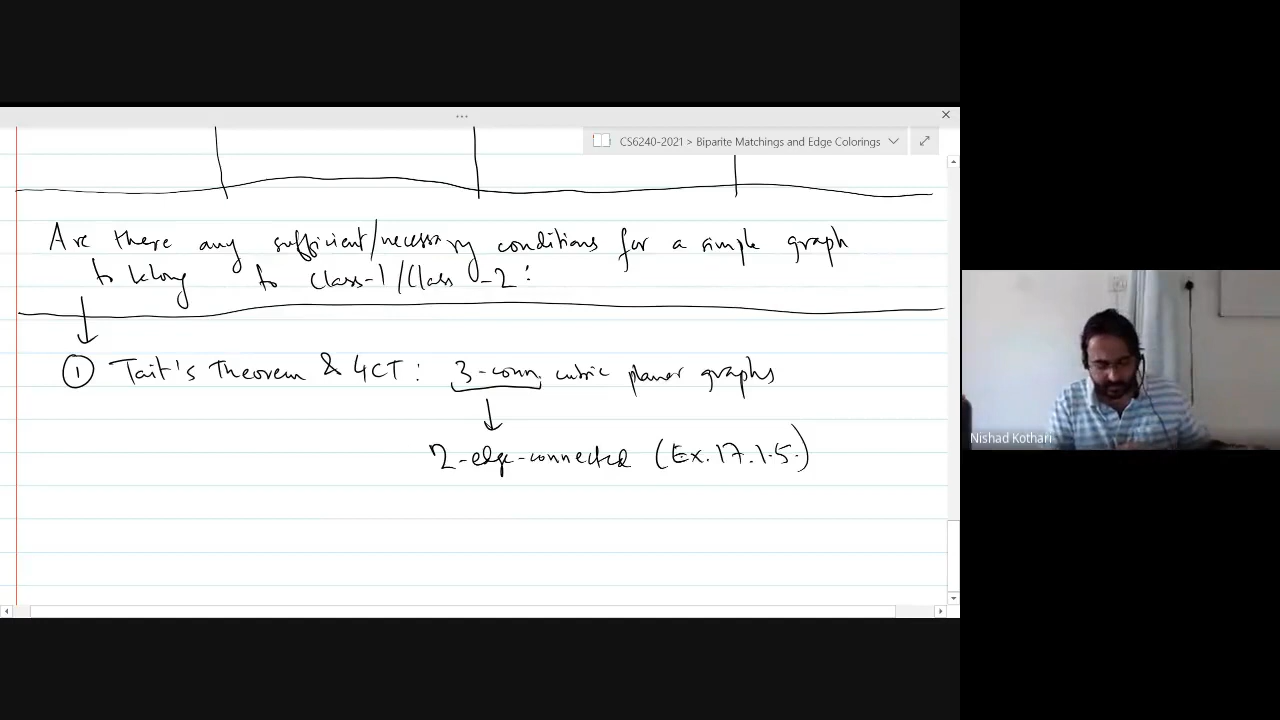 CS6240-2021 > Biparite Matchings and Edge Colorings
Are there any sufficient/necessary conditions for a simple graph
to belong to Class-1/Class-2?
① Tait's Theorem & 4CT: 3-conn. cubic planar graphs
2-edge-connected (Ex. 17.1.5.)
Nishad Kothari